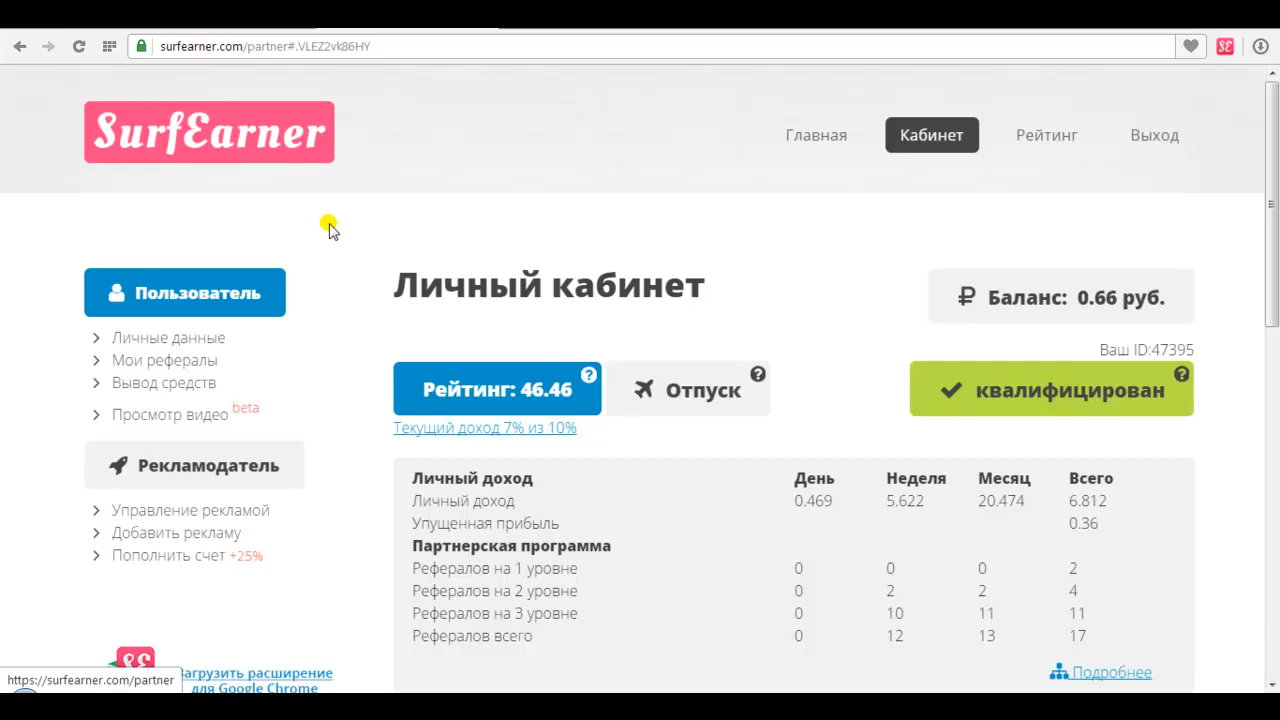 surfearner.com/partner#.VLEZ2vk86HY
SE
SurfEarner
Главная Кабинет Рейтинг Выход
Пользователь
Личные данные
Мои рефералы
Вывод средств
Просмотр видео beta
Рекламодатель
Управление рекламой
Добавить рекламу
Пополнить счет +25%
Личный кабинет
Баланс: 0.66 руб.
Ваш ID:47395
Рейтинг: 46.46 ?
Отпуск ?
квалифицирован ?
Текущий доход 7% из 10%
Личный доход День Неделя Месяц Всего
Личный доход 0.469 5.622 20.474 6.812
Упущенная прибыль 0.36
Партнерская программа
Рефералов на 1 уровне 0 0 0 2
Рефералов на 2 уровне 0 2 2 4
Рефералов на 3 уровне 0 10 11 11
Рефералов всего 0 12 13 17
Подробнее
SE
агрузить расширение
для Google Chrome
https://surfearner.com/partner